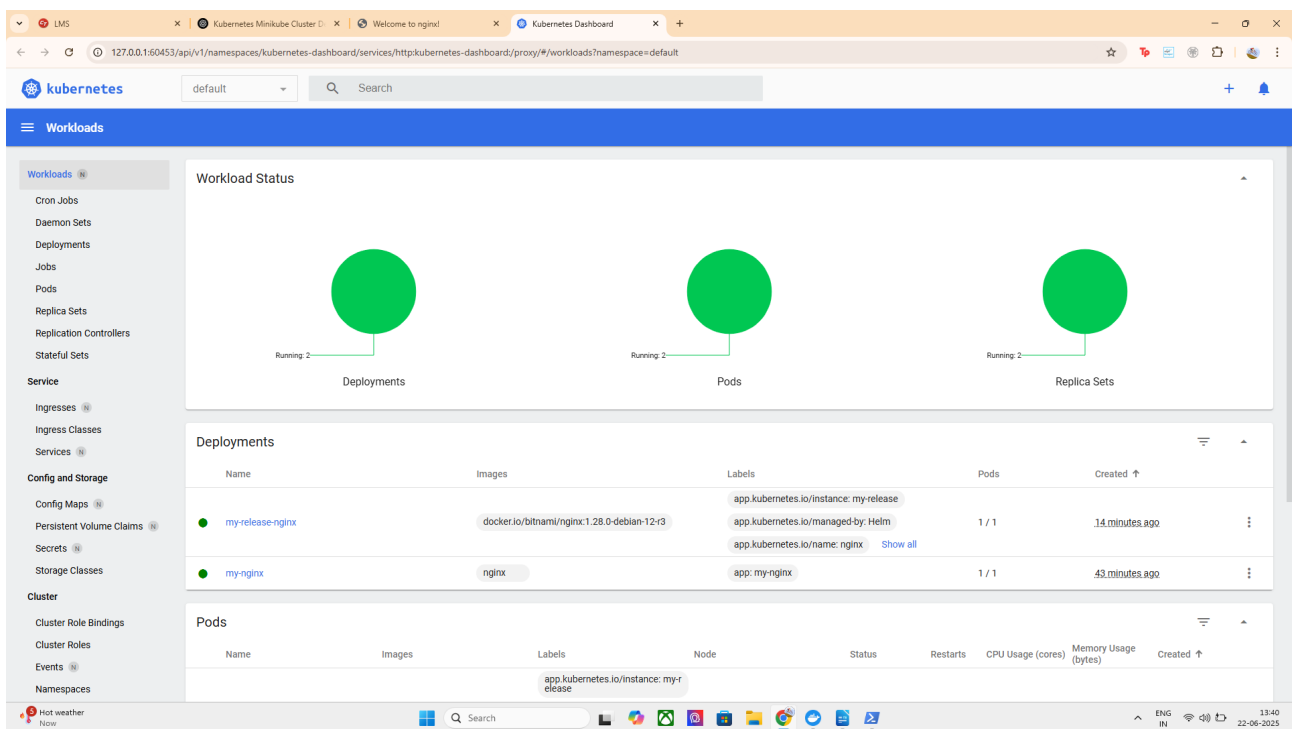 LMS
Kubernetes Minikube Cluster D
Welcome to nginx!
Kubernetes Dashboard
127.0.0.1:60453/api/v1/namespaces/kubernetes-dashboard/services/http:kubernetes-dashboard:/proxy/#/workloads?namespace=default
kubernetes
default
Search
Workloads
Workloads N
Cron Jobs
Daemon Sets
Deployments
Jobs
Pods
Replica Sets
Replication Controllers
Stateful Sets
Service
Ingresses N
Ingress Classes
Services N
Config and Storage
Config Maps N
Persistent Volume Claims N
Secrets N
Storage Classes
Cluster
Cluster Role Bindings
Cluster Roles
Events N
Namespaces
Workload Status
Running: 2 Running: 2 Running: 2
Deployments Pods Replica Sets
Deployments
Name Images Labels Pods Created
app.kubernetes.io/instance: my-release
my-release-nginx docker.io/bitnami/nginx:1.28.0-debian-12-r3 app.kubernetes.io/managed-by: Helm 1 / 1 14 minutes ago
app.kubernetes.io/name: nginx Show all
my-nginx nginx app: my-nginx 1 / 1 43 minutes ago
Pods
Name Images Labels Node Status Restarts CPU Usage (cores) Memory Usage (bytes) Created
app.kubernetes.io/instance: my-r
elease
5
Hot weather
Now
Search
ENG
IN
13:40
22-06-2025